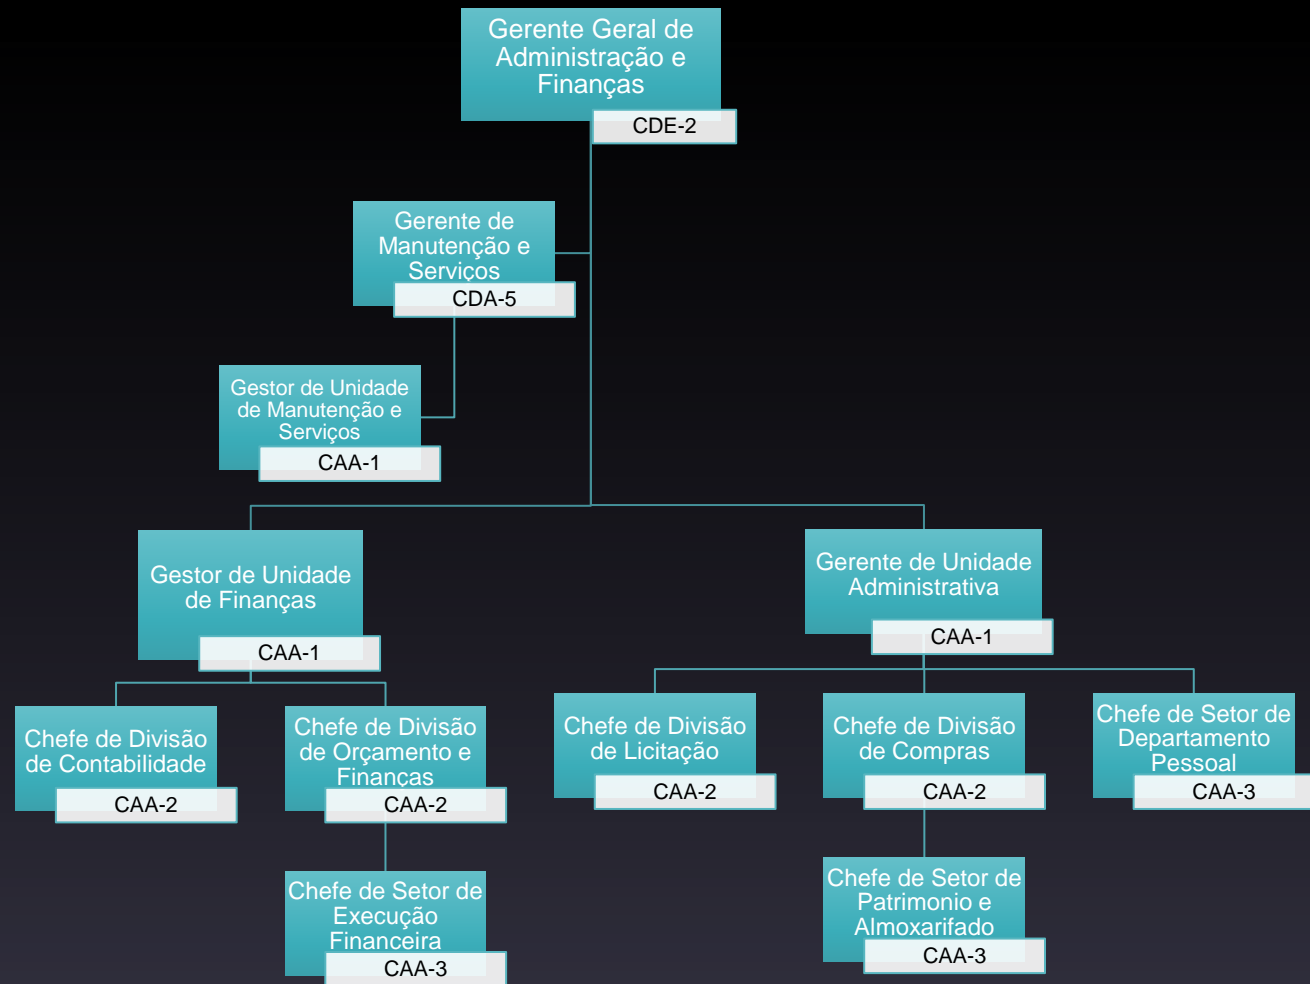 Gerente Geral de
Administração e
Finanças
CDE-2
Gerente de
Manutenção e
Serviços
CDA-5
Gestor de Unidade
de Manutenção e
Serviços
CAA-1
Gestor de Unidade
de Finanças
CAA-1
Gerente de Unidade
Administrativa
CAA-1
Chefe de Divisão
de Contabilidade
CAA-2
Chefe de Divisão
de Orçamento e
Finanças
CAA-2
Chefe de Divisão
de Licitação
CAA-2
Chefe de Divisão
de Compras
CAA-2
Chefe de Setor de
Departamento
Pessoal
CAA-3
Chefe de Setor de
Execução
Financeira
CAA-3
Chefe de Setor de
Patrimonio e
Almoxarifado
CAA-3